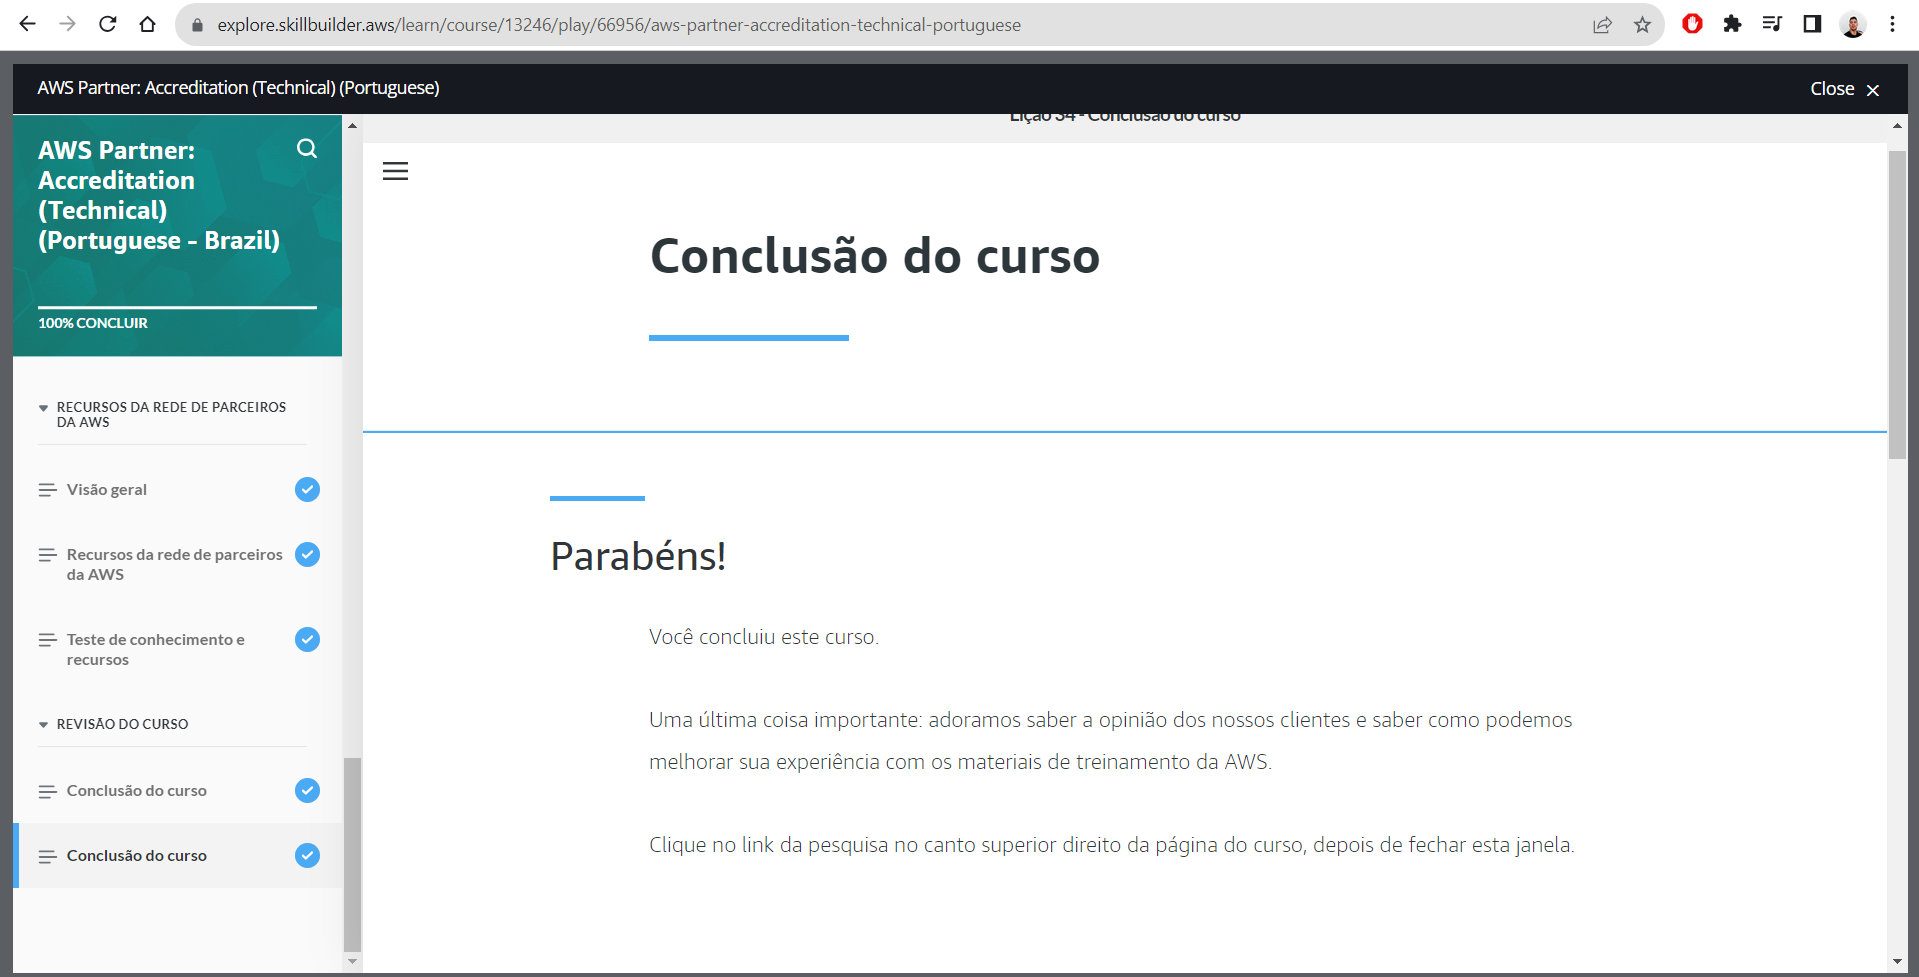 explore.skillbuilder.aws/learn/course/13246/play/66956/aws-partner-accreditation-technical-portuguese
AWS Partner: Accreditation (Technical) (Portuguese)
Close
AWS Partner:
Accreditation
(Technical)
(Portuguese - Brazil)
100% CONCLUIR
RECURSOS DA REDE DE PARCEIROS
DA AWS
Visão geral
Recursos da rede de parceiros
da AWS
Teste de conhecimento e
recursos
REVISÃO DO CURSO
Conclusão do curso
Conclusão do curso
Lição 34 - Conclusão do curso
Conclusão do curso
Parabéns!
Você concluiu este curso.
Uma última coisa importante: adoramos saber a opinião dos nossos clientes e saber como podemos
melhorar sua experiência com os materiais de treinamento da AWS.
Clique no link da pesquisa no canto superior direito da página do curso, depois de fechar esta janela.